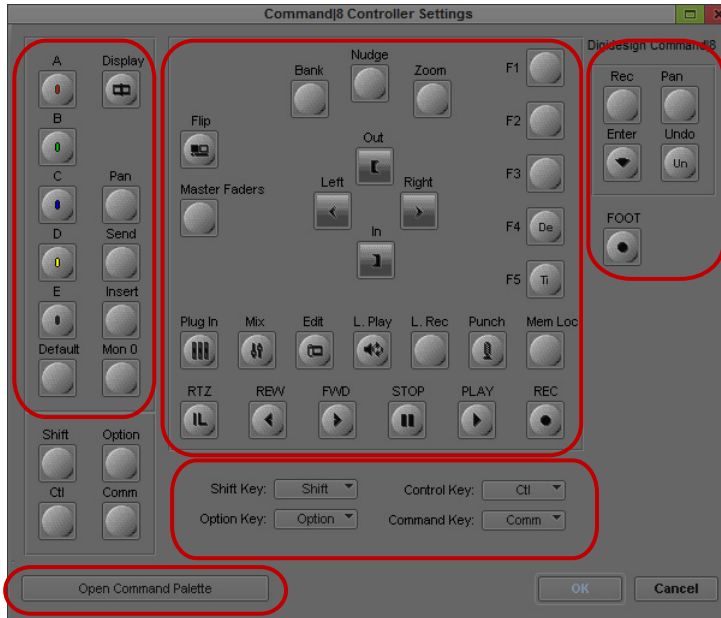 Command|8 Controller Settings
A Display
B
C Pan
D Send
E Insert
Default Mon 0
Shift Option
Ctl Comm
Bank Nudge Zoom
Flip
Out
Master Faders
Left Right
In
F1
F2
F3
F4 De
F5 Ti
Plug In Mix Edit L. Play L. Rec Punch Mem Loc
RTZ REW FWD STOP PLAY REC
Digidesign Command|8
Rec Pan
Enter Undo
Un
FOOT
Shift Key: Shift Control Key: Ctl
Option Key: Option Command Key: Comm
Open Command Palette
OK Cancel